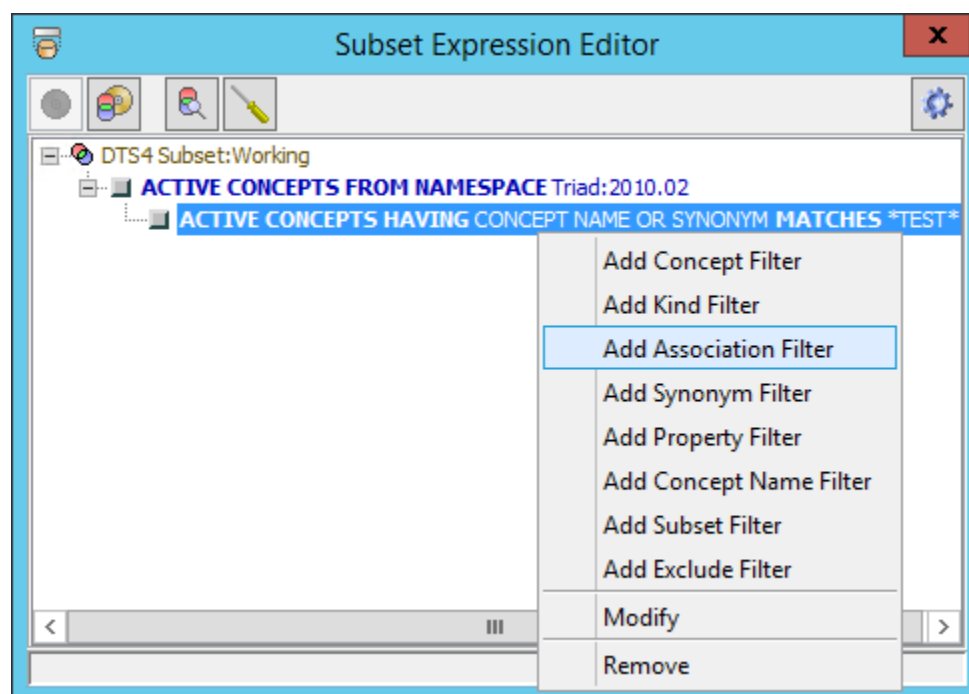 Subset Expression Editor
x
DTS4 Subset:Working
ACTIVE CONCEPTS FROM NAMESPACE Triad:2010.02
ACTIVE CONCEPTS HAVING CONCEPT NAME OR SYNONYM MATCHES *TEST*
Add Concept Filter
Add Kind Filter
Add Association Filter
Add Synonym Filter
Add Property Filter
Add Concept Name Filter
Add Subset Filter
Add Exclude Filter
Modify
Remove